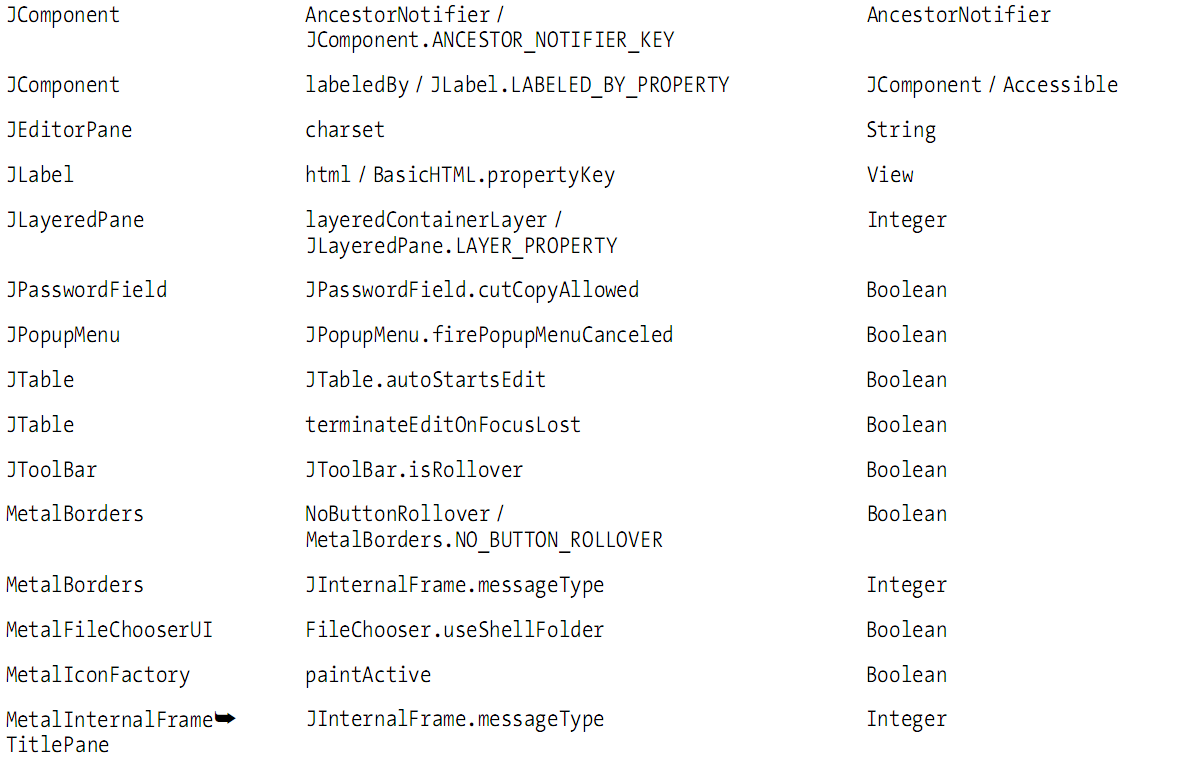 JComponent AncestorNotifier / AncestorNotifier
JComponent.ANCESTOR_NOTIFIER_KEY
JComponent labeledBy / JLabel.LABELED_BY_PROPERTY JComponent / Accessible
JEditorPane charset String
JLabel html / BasicHTML.propertyKey View
JLayeredPane layeredContainerLayer / Integer
JLayeredPane.LAYER_PROPERTY
JPasswordField JPasswordField.cutCopyAllowed Boolean
JPopupMenu JPopupMenu.firePopupMenuCanceled Boolean
JTable JTable.autoStartsEdit Boolean
JTable terminateEditOnFocusLost Boolean
JToolBar JToolBar.isRollover Boolean
MetalBorders NoButtonRollover / Boolean
MetalBorders.NO_BUTTON_ROLLOVER
MetalBorders JInternalFrame.messageType Integer
MetalFileChooserUI FileChooser.useShellFolder Boolean
MetalIconFactory paintActive Boolean
MetalInternalFrame➥ JInternalFrame.messageType Integer
TitlePane